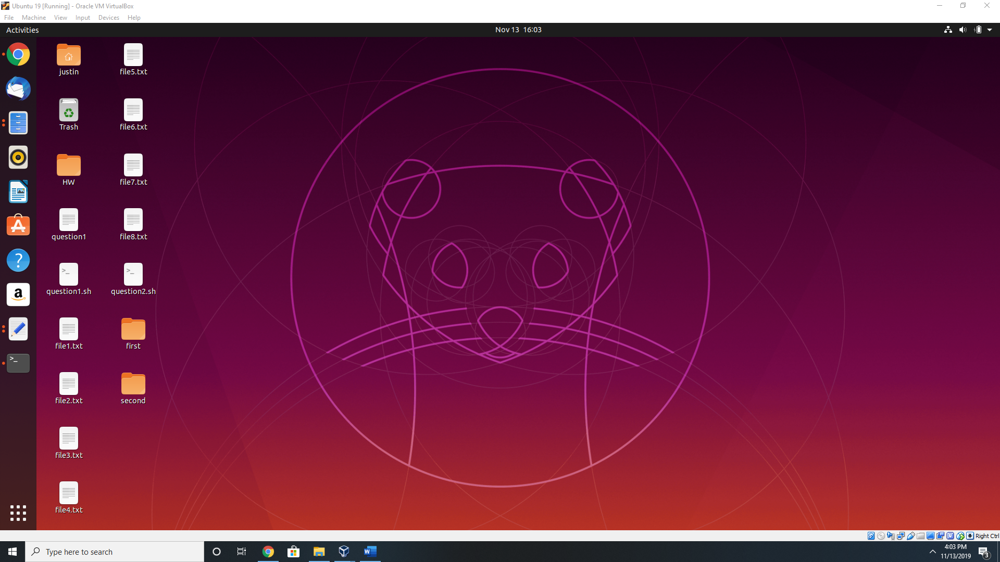 Ubuntu 19 [Running] - Oracle VM VirtualBox
File Machine View Input Devices Help
Activities
Nov 13 16:03
justin
file5.txt
Trash
file6.txt
HW
file7.txt
question1
file8.txt
question1.sh
question2.sh
file1.txt
first
file2.txt
second
file3.txt
file4.txt
Right Ctrl
Type here to search
4:03 PM
11/13/2019
3